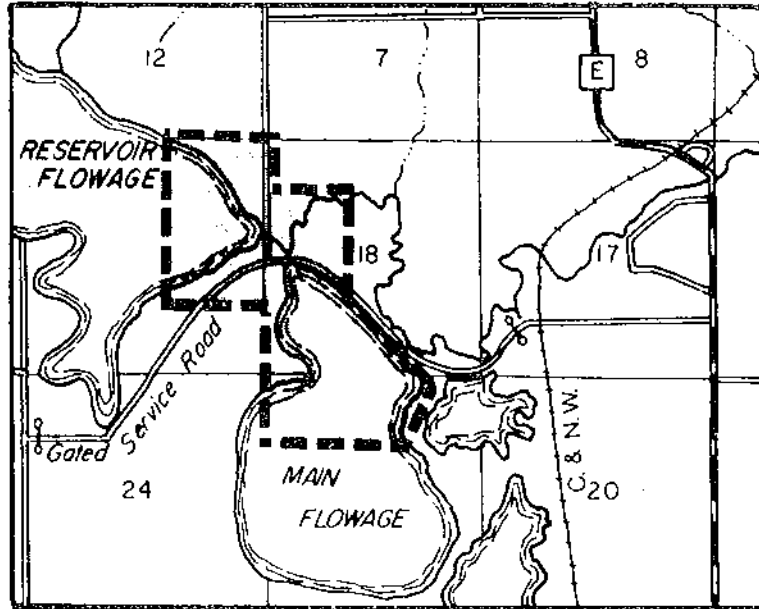 12
7
8
E
RESERVOIR
FLOWAGE
18
17
Gated Service Road
C. & N.W.
24
MAIN
FLOWAGE
20